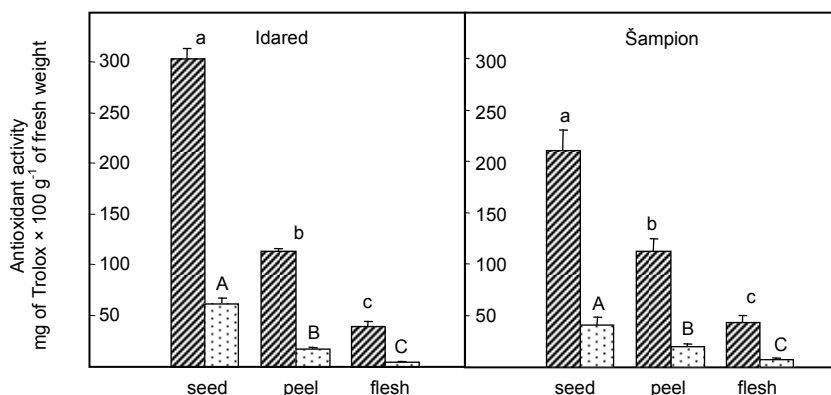 Antioxidant activity
mg of Trolox × 100 g⁻¹ of fresh weight
Idared
300
250
200
150
100
50
a
A
b
B
c
C
seed peel flesh
Šampion
300
250
200
150
100
50
a
A
b
B
c
C
seed peel flesh